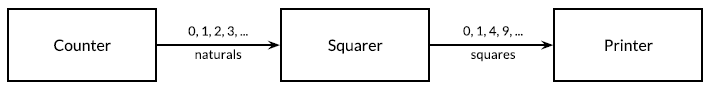 Counter
0, 1, 2, 3, ...
naturals
Squarer
0, 1, 4, 9, ...
squares
Printer